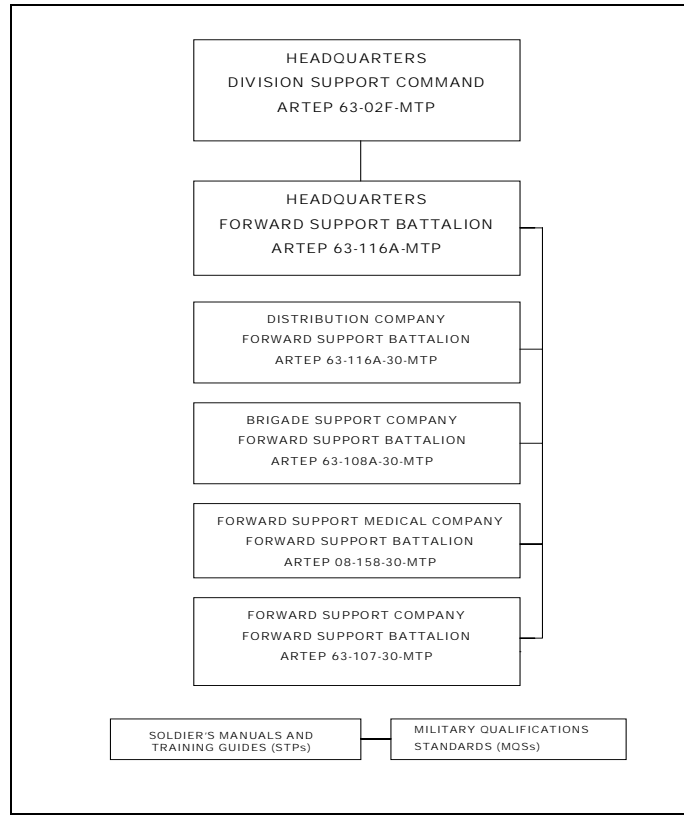 HEADQUARTERS
DIVISION SUPPORT COMMAND
ARTEP 63-02F-MTP
HEADQUARTERS
FORWARD SUPPORT BATTALION
ARTEP 63-116A-MTP
DISTRIBUTION COMPANY
FORWARD SUPPORT BATTALION
ARTEP 63-116A-30-MTP
BRIGADE SUPPORT COMPANY
FORWARD SUPPORT BATTALION
ARTEP 63-108A-30-MTP
FORWARD SUPPORT MEDICAL COMPANY
FORWARD SUPPORT BATTALION
ARTEP 08-158-30-MTP
FORWARD SUPPORT COMPANY
FORWARD SUPPORT BATTALION
ARTEP 63-107-30-MTP
SOLDIER'S MANUALS AND
TRAINING GUIDES (STPs)
MILITARY QUALIFICATIONS
STANDARDS (MQSs)